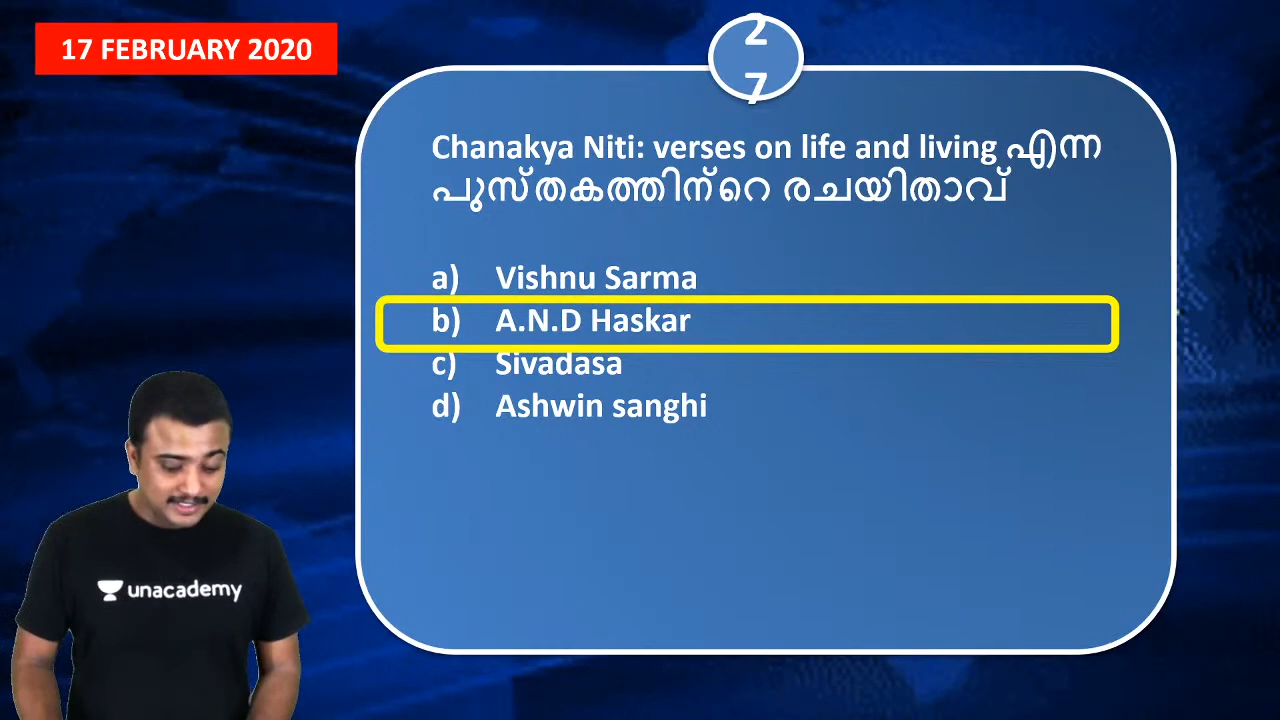 17 FEBRUARY 2020
2
7
Chanakya Niti: verses on life and living എന്ന
പുസ്തകത്തിന്റെ രചയിതാവ്
a) Vishnu Sarma
b) A.N.D Haskar
c) Sivadasa
d) Ashwin sanghi
unacademy